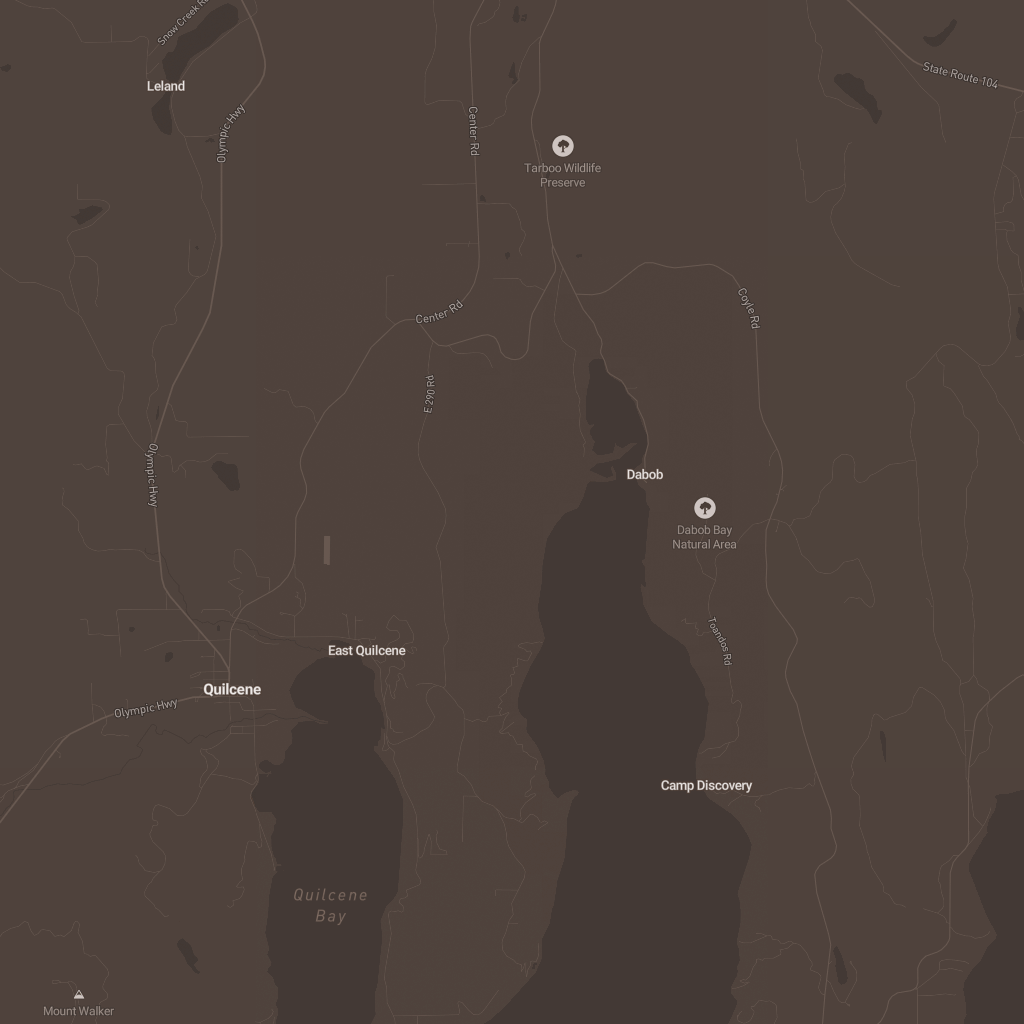 Snow Creek Rd
Leland
State Route 104
Olympic Hwy
Center Rd
Tarboo Wildlife
Preserve
Center Rd
Coyle Rd
E 290 Rd
Olympic Hwy
Dabob
Dabob Bay
Natural Area
Toandos Rd
East Quilcene
Quilcene
Olympic Hwy
Camp Discovery
Quilcene
Bay
Mount Walker